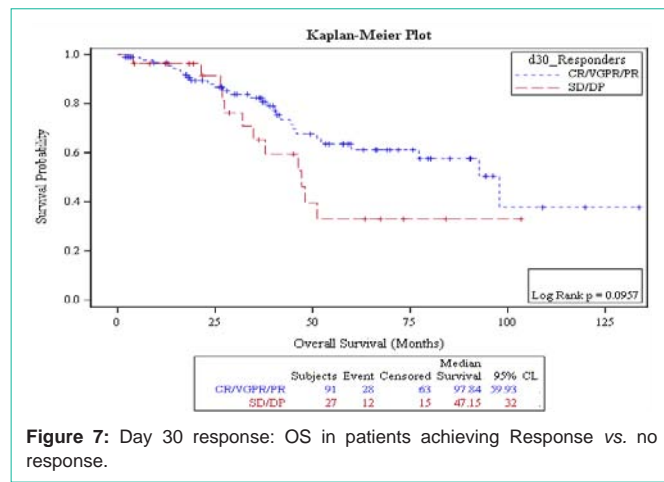 Kaplan-Meier Plot
d30_Responders
CR/VGPR/PR
SD/DP
1.0
0.8
0.6
0.4
0.2
0.0
Survival Probability
0
25
50
75
100
125
Overall Survival (Months)
Log Rank p = 0.0957
Subjects Event Censored Median Survival 95% CL
CR/VGPR/PR 91 28 63 97.84 59.93 .
SD/DP 27 12 15 47.15 32 .
Figure 7: Day 30 response: OS in patients achieving Response vs. no
response.